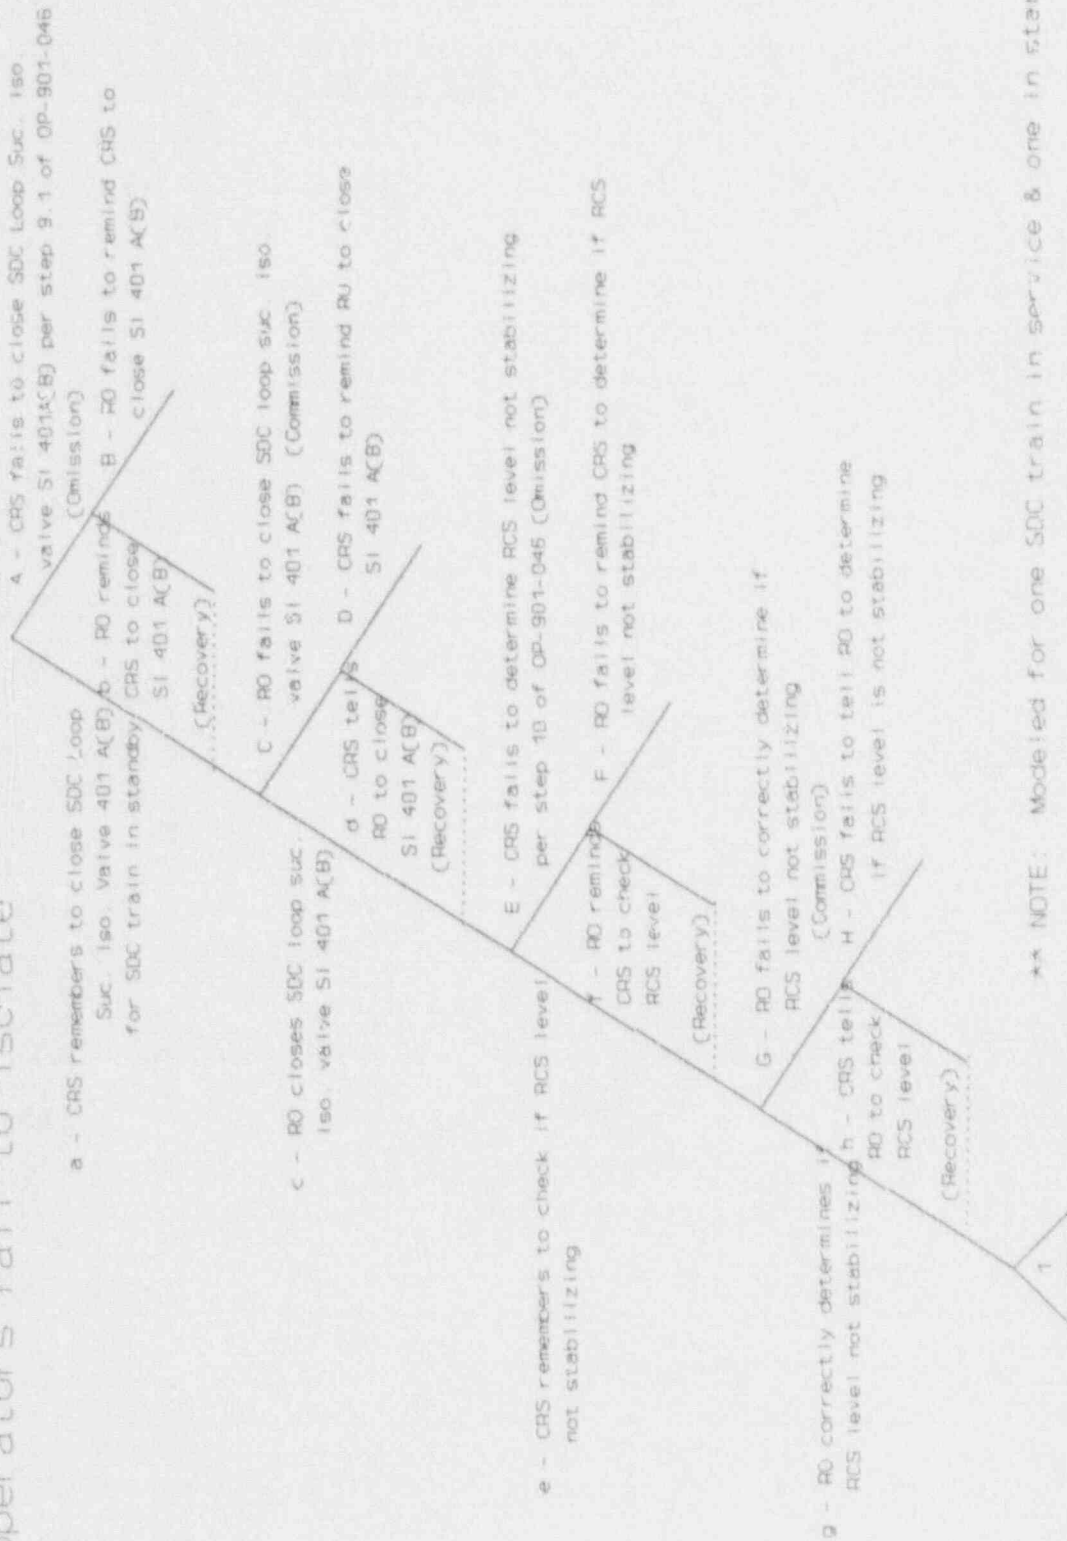 Operators fail to isolate
A - CRS fails to close SDC Loop Suc. Iso.
valve SI 401A(B) per step 9.1 of OP-901-046
(Omission)
a - CRS remembers to close SDC Loop
Suc. Iso. Valve 401 A(B)
for SDC train in standby
b - RO reminds
CRS to close
SI 401 A(B)
(Recovery)
B - RO fails to remind CRS to
close SI 401 A(B)
C - RO fails to close SDC loop suc. iso.
valve SI 401 A(B) (Commission)
c - RO closes SDC loop suc.
iso. valve SI 401 A(B)
d - CRS tells
RO to close
SI 401 A(B)
(Recovery)
D - CRS fails to remind RO to close
SI 401 A(B)
E - CRS fails to determine RCS level not stabilizing
per step 10 of OP-901-046 (Omission)
e - CRS remembers to check if RCS level
not stabilizing
f - RO reminds
CRS to check
RCS level
(Recovery)
F - RO fails to remind CRS to determine if RCS
level not stabilizing
G - RO fails to correctly determine if
RCS level not stabilizing
(Commission)
g - RO correctly determines if
RCS level not stabilizing
h - CRS tells
RO to check
RCS level
(Recovery)
H - CRS fails to tell RO to determine
if RCS level is not stabilizing
1
** NOTE: Modeled for one SDC train in service & one in